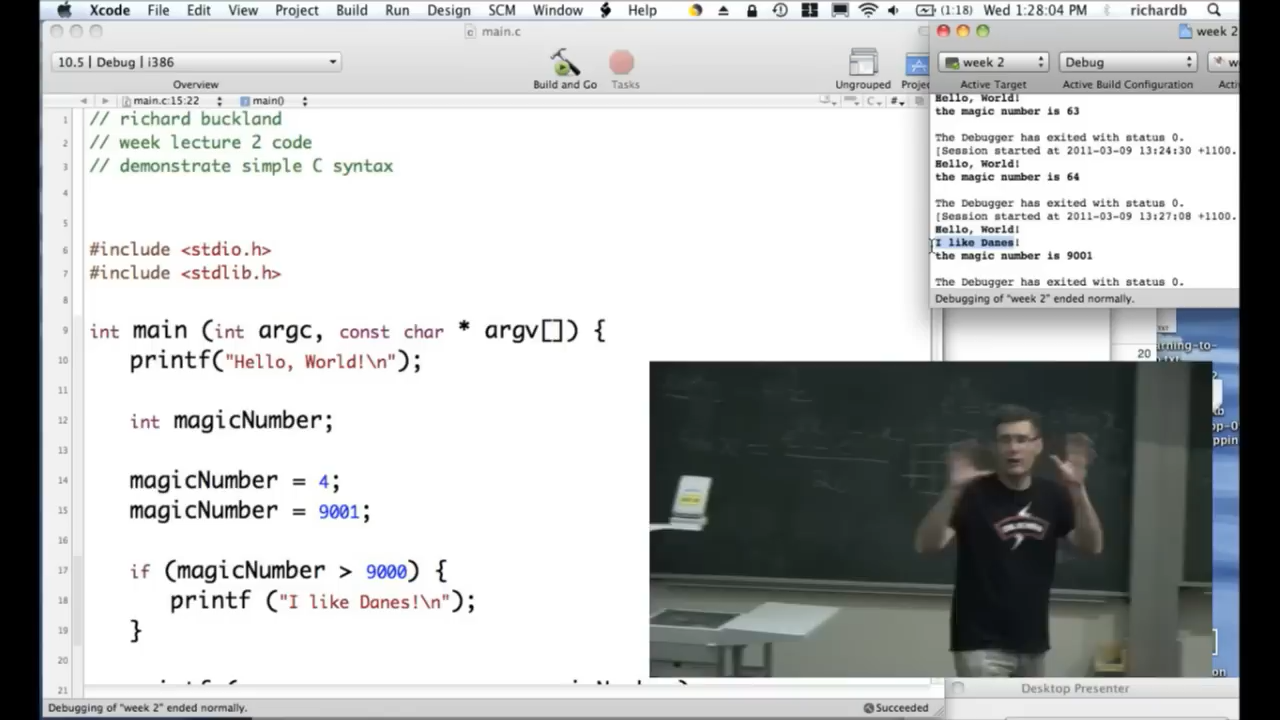 Xcode File Edit View Project Build Run Design SCM Window Help (1:18) Wed 1:28:04 PM richardb
main.c
10.5 | Debug | i386
Overview
Build and Go
Tasks
Ungrouped
main.c:15:22 main()
1 // richard buckland
2 // week lecture 2 code
3 // demonstrate simple C syntax
4
5
6 #include <stdio.h>
7 #include <stdlib.h>
8
9 int main (int argc, const char * argv[]) {
10 printf("Hello, World!\n");
11
12 int magicNumber;
13
14 magicNumber = 4;
15 magicNumber = 9001;
16
17 if (magicNumber > 9000) {
18 printf ("I like Danes!\n");
19 }
20
21
Debugging of "week 2" ended normally.
Succeeded
week 2
week 2 Debug
Active Target Active Build Configuration
Hello, World!
the magic number is 63
The Debugger has exited with status 0.
[Session started at 2011-03-09 13:24:30 +1100.
Hello, World!
the magic number is 64
The Debugger has exited with status 0.
[Session started at 2011-03-09 13:27:08 +1100.
Hello, World!
I like Danes!
the magic number is 9001
The Debugger has exited with status 0.
Debugging of "week 2" ended normally.
20
Desktop Presenter